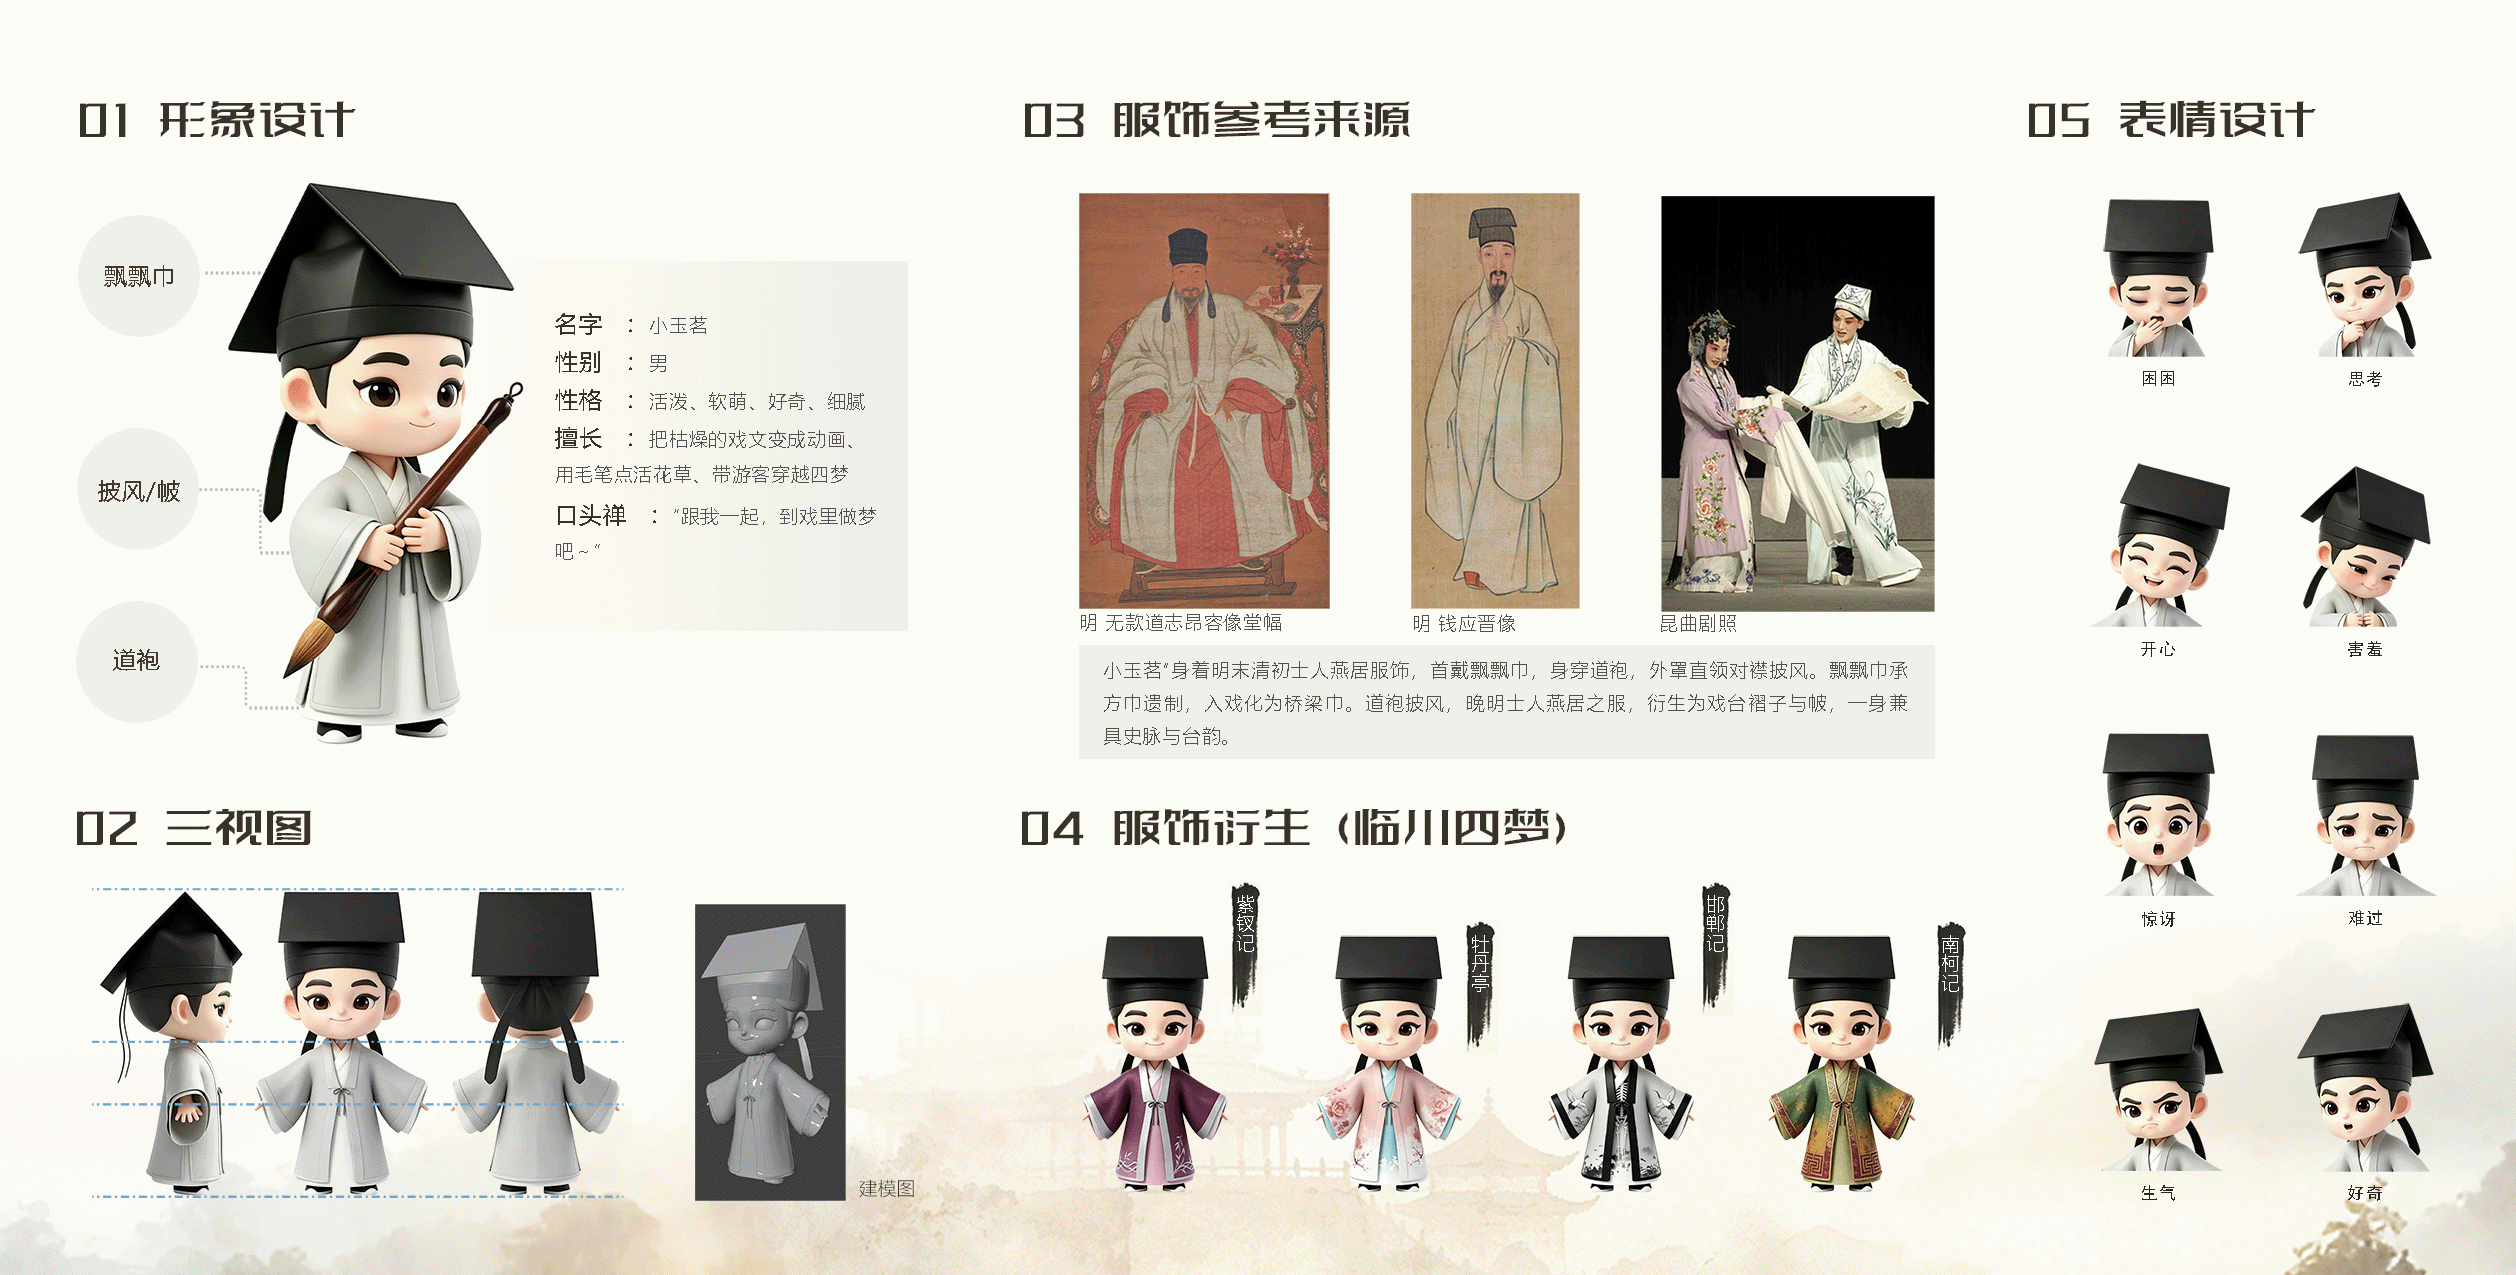 01 形象设计
飘飘巾
披风/帔
道袍
名字 ：小玉茗
性别 ：男
性格 ：活泼、软萌、好奇、细腻
擅长 ：把枯燥的戏文变成动画、
用毛笔点活花草、带游客穿越四梦
口头禅 ：“跟我一起，到戏里做梦
吧～“
02 三视图
建模图
03 服饰参考来源
明 无款道志昂容像堂幅
明 钱应晋像
昆曲剧照
小玉茗“身着明末清初士人燕居服饰，首戴飘飘巾，身穿道袍，外罩直领对襟披风。飘飘巾承
方巾遗制，入戏化为桥梁巾。道袍披风，晚明士人燕居之服，衍生为戏台褶子与帔，一身兼
具史脉与台韵。
04 服饰衍生（临川四梦）
紫钗记
牡丹亭
邯郸记
南柯记
05 表情设计
困困
思考
开心
害羞
惊讶
难过
生气
好奇